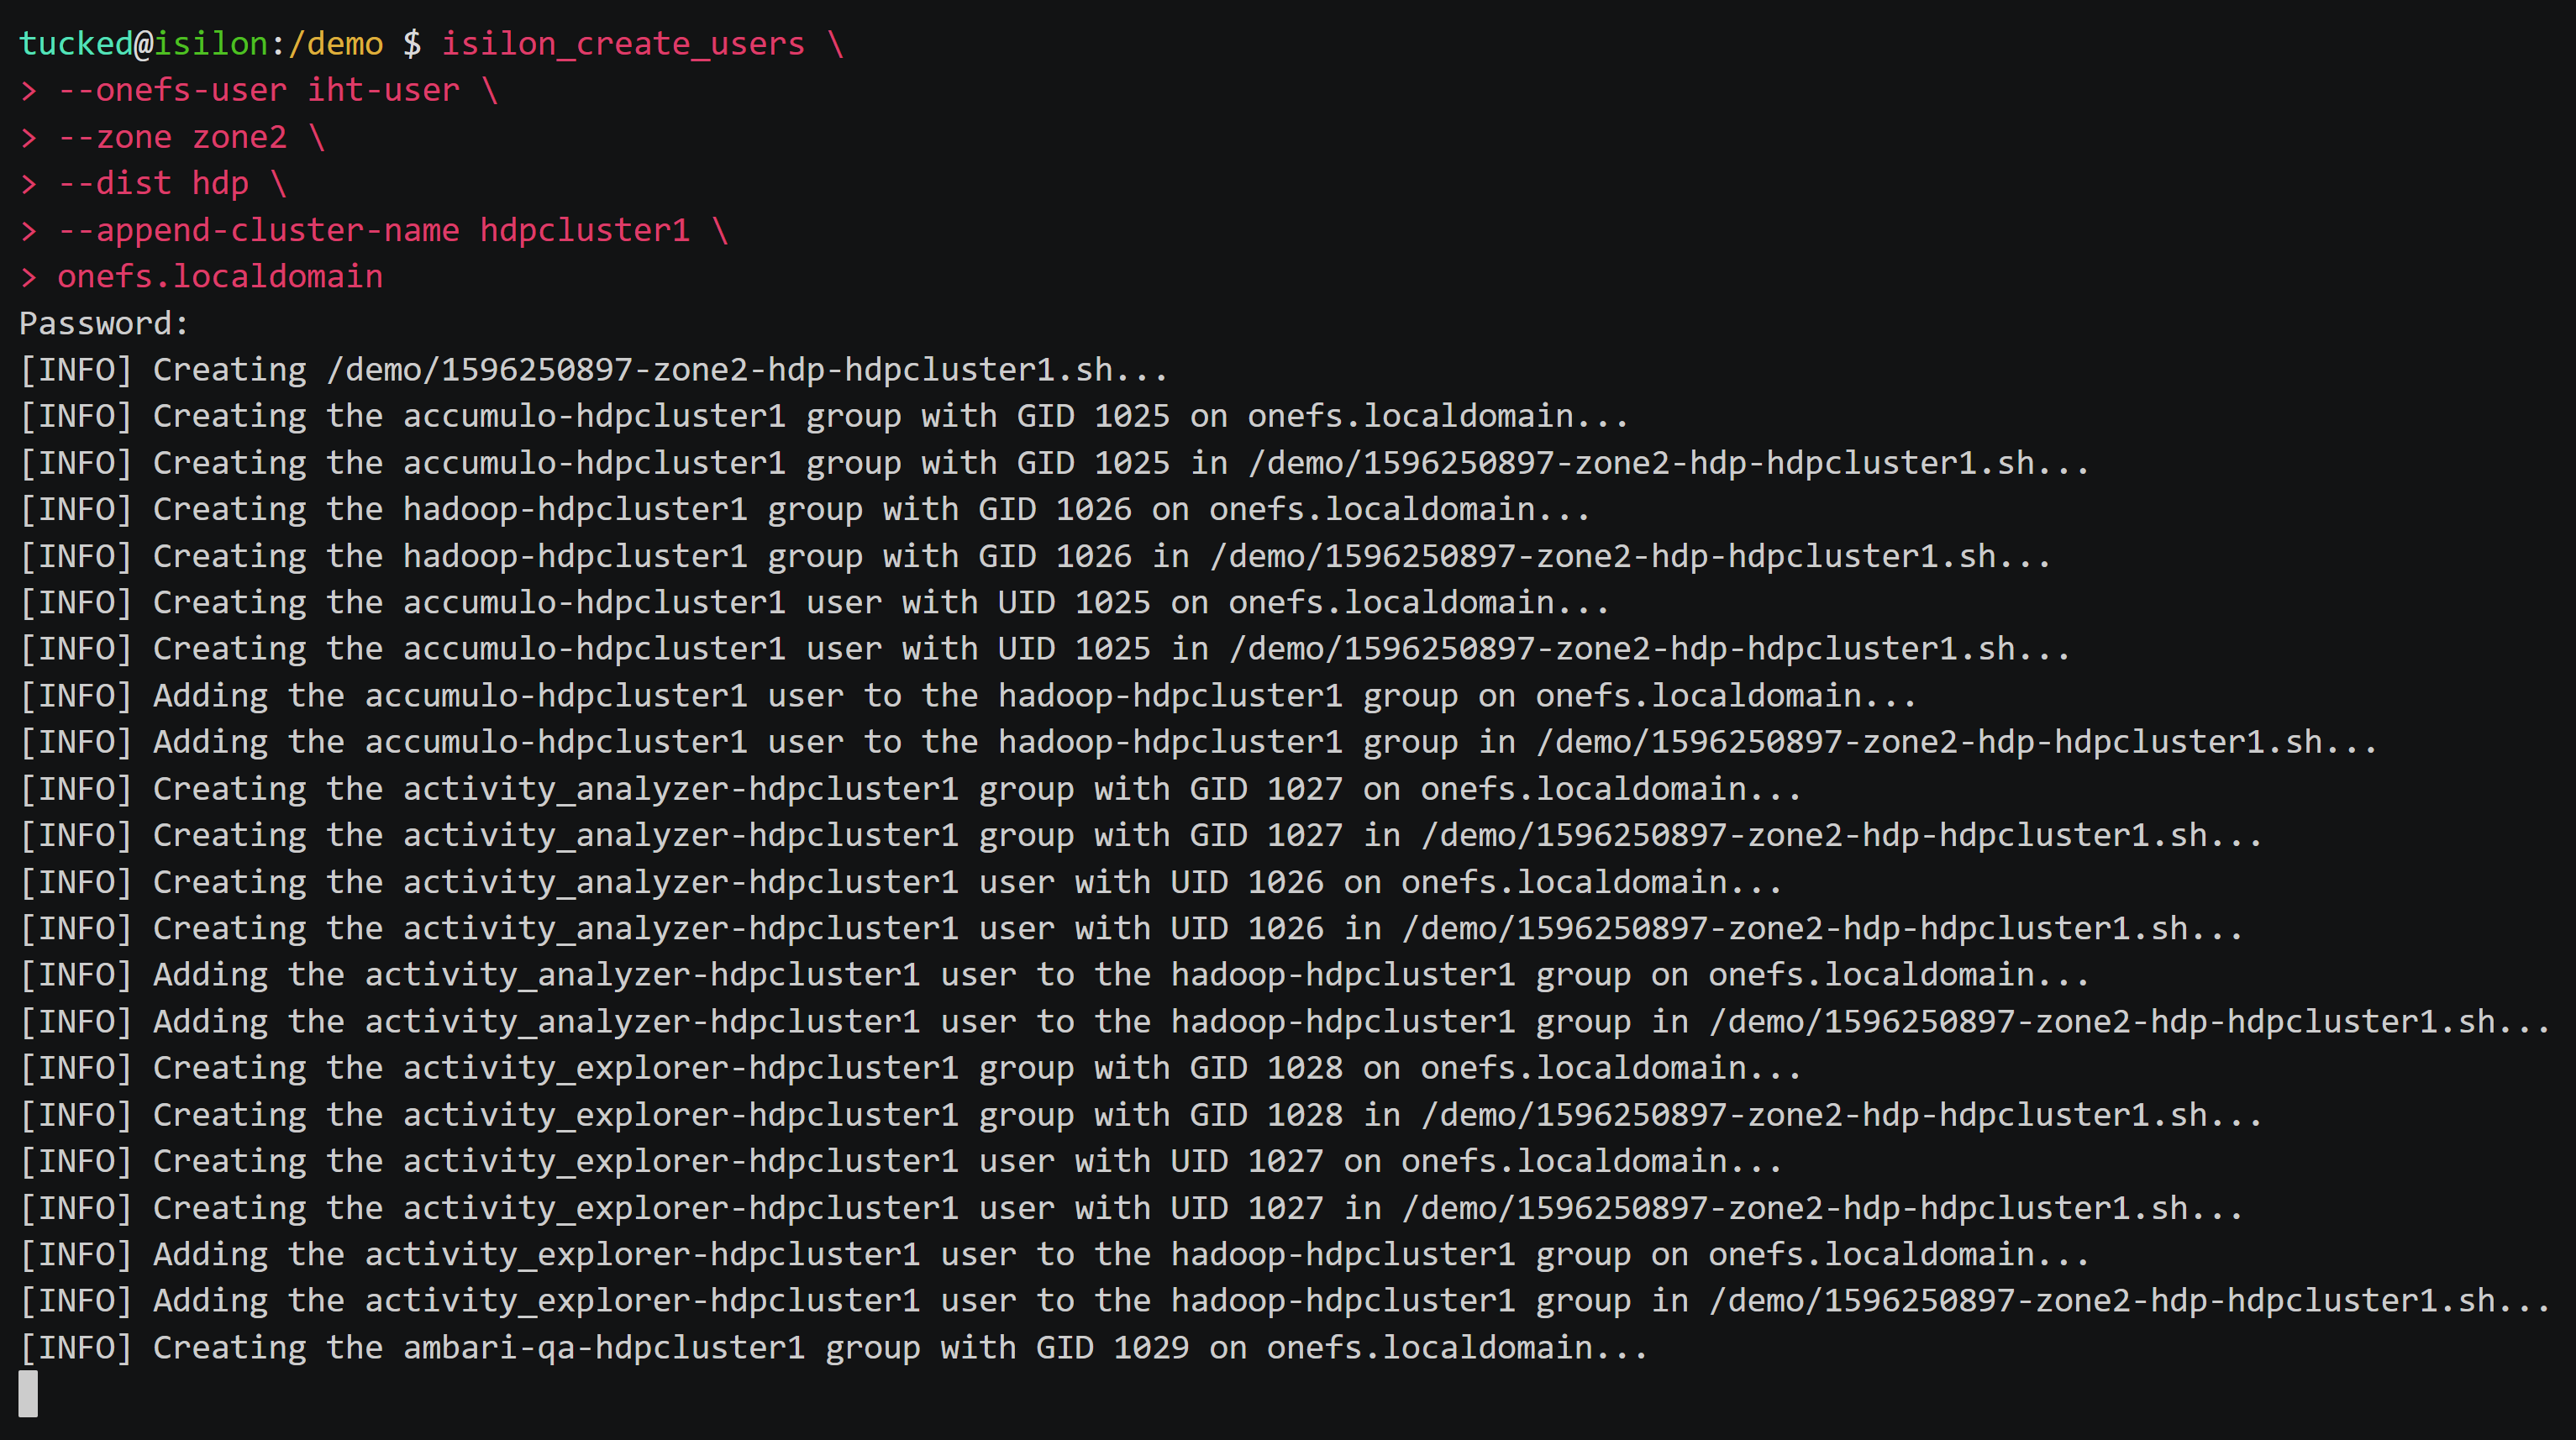 tucked@isilon:/demo $ isilon_create_users \
> --onefs-user iht-user \
> --zone zone2 \
> --dist hdp \
> --append-cluster-name hdpcluster1 \
> onefs.localdomain
Password:
[INFO] Creating /demo/1596250897-zone2-hdp-hdpcluster1.sh...
[INFO] Creating the accumulo-hdpcluster1 group with GID 1025 on onefs.localdomain...
[INFO] Creating the accumulo-hdpcluster1 group with GID 1025 in /demo/1596250897-zone2-hdp-hdpcluster1.sh...
[INFO] Creating the hadoop-hdpcluster1 group with GID 1026 on onefs.localdomain...
[INFO] Creating the hadoop-hdpcluster1 group with GID 1026 in /demo/1596250897-zone2-hdp-hdpcluster1.sh...
[INFO] Creating the accumulo-hdpcluster1 user with UID 1025 on onefs.localdomain...
[INFO] Creating the accumulo-hdpcluster1 user with UID 1025 in /demo/1596250897-zone2-hdp-hdpcluster1.sh...
[INFO] Adding the accumulo-hdpcluster1 user to the hadoop-hdpcluster1 group on onefs.localdomain...
[INFO] Adding the accumulo-hdpcluster1 user to the hadoop-hdpcluster1 group in /demo/1596250897-zone2-hdp-hdpcluster1.sh...
[INFO] Creating the activity_analyzer-hdpcluster1 group with GID 1027 on onefs.localdomain...
[INFO] Creating the activity_analyzer-hdpcluster1 group with GID 1027 in /demo/1596250897-zone2-hdp-hdpcluster1.sh...
[INFO] Creating the activity_analyzer-hdpcluster1 user with UID 1026 on onefs.localdomain...
[INFO] Creating the activity_analyzer-hdpcluster1 user with UID 1026 in /demo/1596250897-zone2-hdp-hdpcluster1.sh...
[INFO] Adding the activity_analyzer-hdpcluster1 user to the hadoop-hdpcluster1 group on onefs.localdomain...
[INFO] Adding the activity_analyzer-hdpcluster1 user to the hadoop-hdpcluster1 group in /demo/1596250897-zone2-hdp-hdpcluster1.sh...
[INFO] Creating the activity_explorer-hdpcluster1 group with GID 1028 on onefs.localdomain...
[INFO] Creating the activity_explorer-hdpcluster1 group with GID 1028 in /demo/1596250897-zone2-hdp-hdpcluster1.sh...
[INFO] Creating the activity_explorer-hdpcluster1 user with UID 1027 on onefs.localdomain...
[INFO] Creating the activity_explorer-hdpcluster1 user with UID 1027 in /demo/1596250897-zone2-hdp-hdpcluster1.sh...
[INFO] Adding the activity_explorer-hdpcluster1 user to the hadoop-hdpcluster1 group on onefs.localdomain...
[INFO] Adding the activity_explorer-hdpcluster1 user to the hadoop-hdpcluster1 group in /demo/1596250897-zone2-hdp-hdpcluster1.sh...
[INFO] Creating the ambari-qa-hdpcluster1 group with GID 1029 on onefs.localdomain...